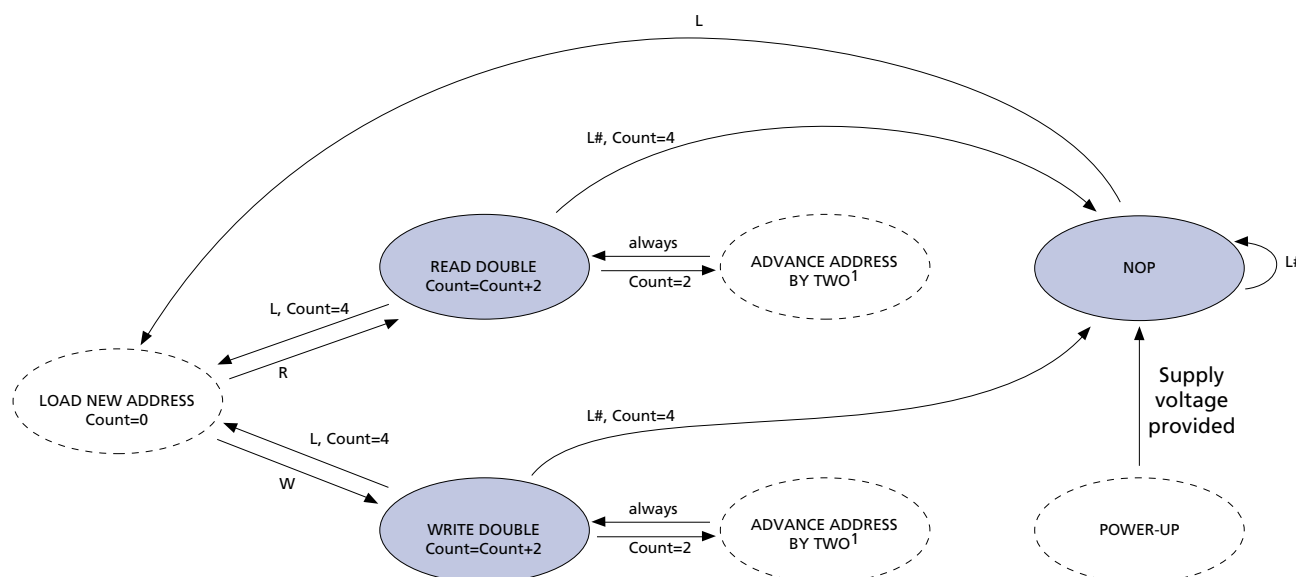 L
L#, Count=4
always
READ DOUBLE
Count=Count+2
Count=2
ADVANCE ADDRESS
BY TWO1
NOP
L#
L, Count=4
R
LOAD NEW ADDRESS
Count=0
L#, Count=4
Supply
voltage
provided
L, Count=4
W
always
WRITE DOUBLE
Count=Count+2
Count=2
ADVANCE ADDRESS
BY TWO1
POWER-UP